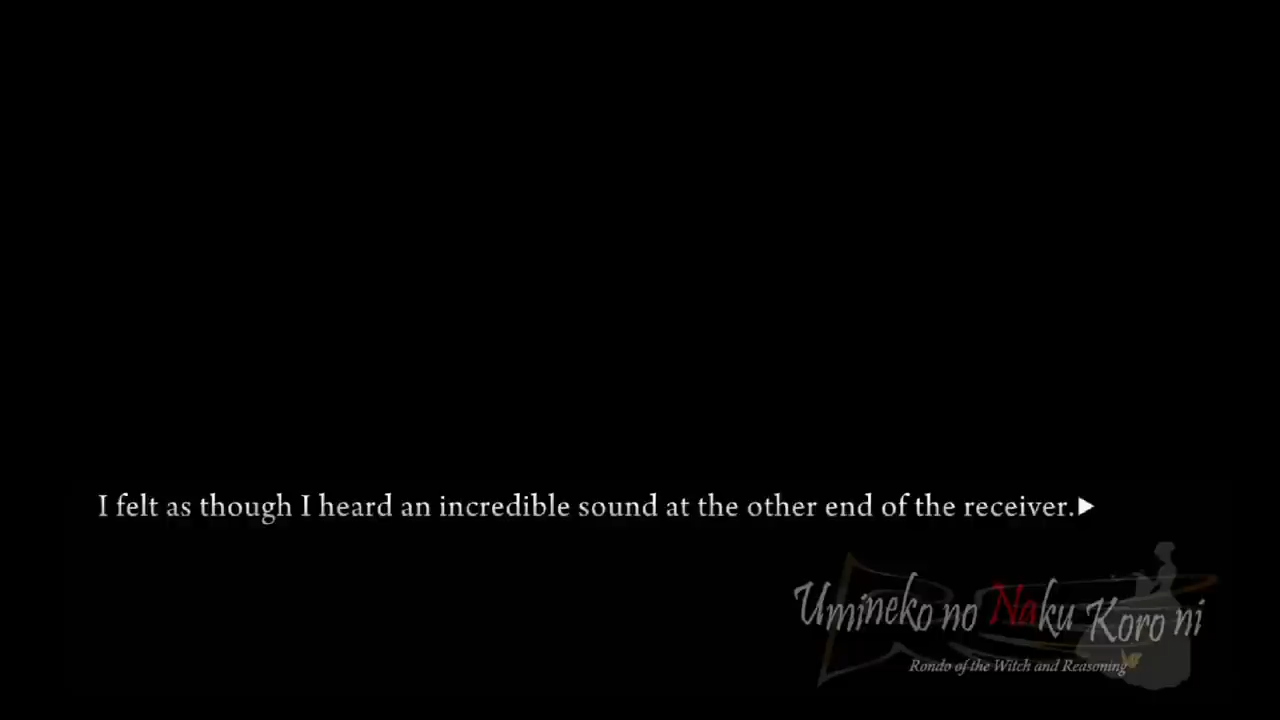 I felt as though I heard an incredible sound at the other end of the receiver.
Umineko no Naku Koro ni
Rondo of the Witch and Reasoning